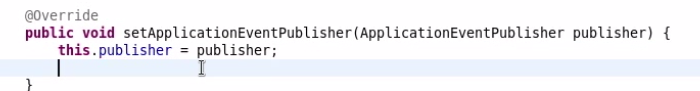 @Override
public void setApplicationEventPublisher(ApplicationEventPublisher publisher) {
this.publisher = publisher;
}